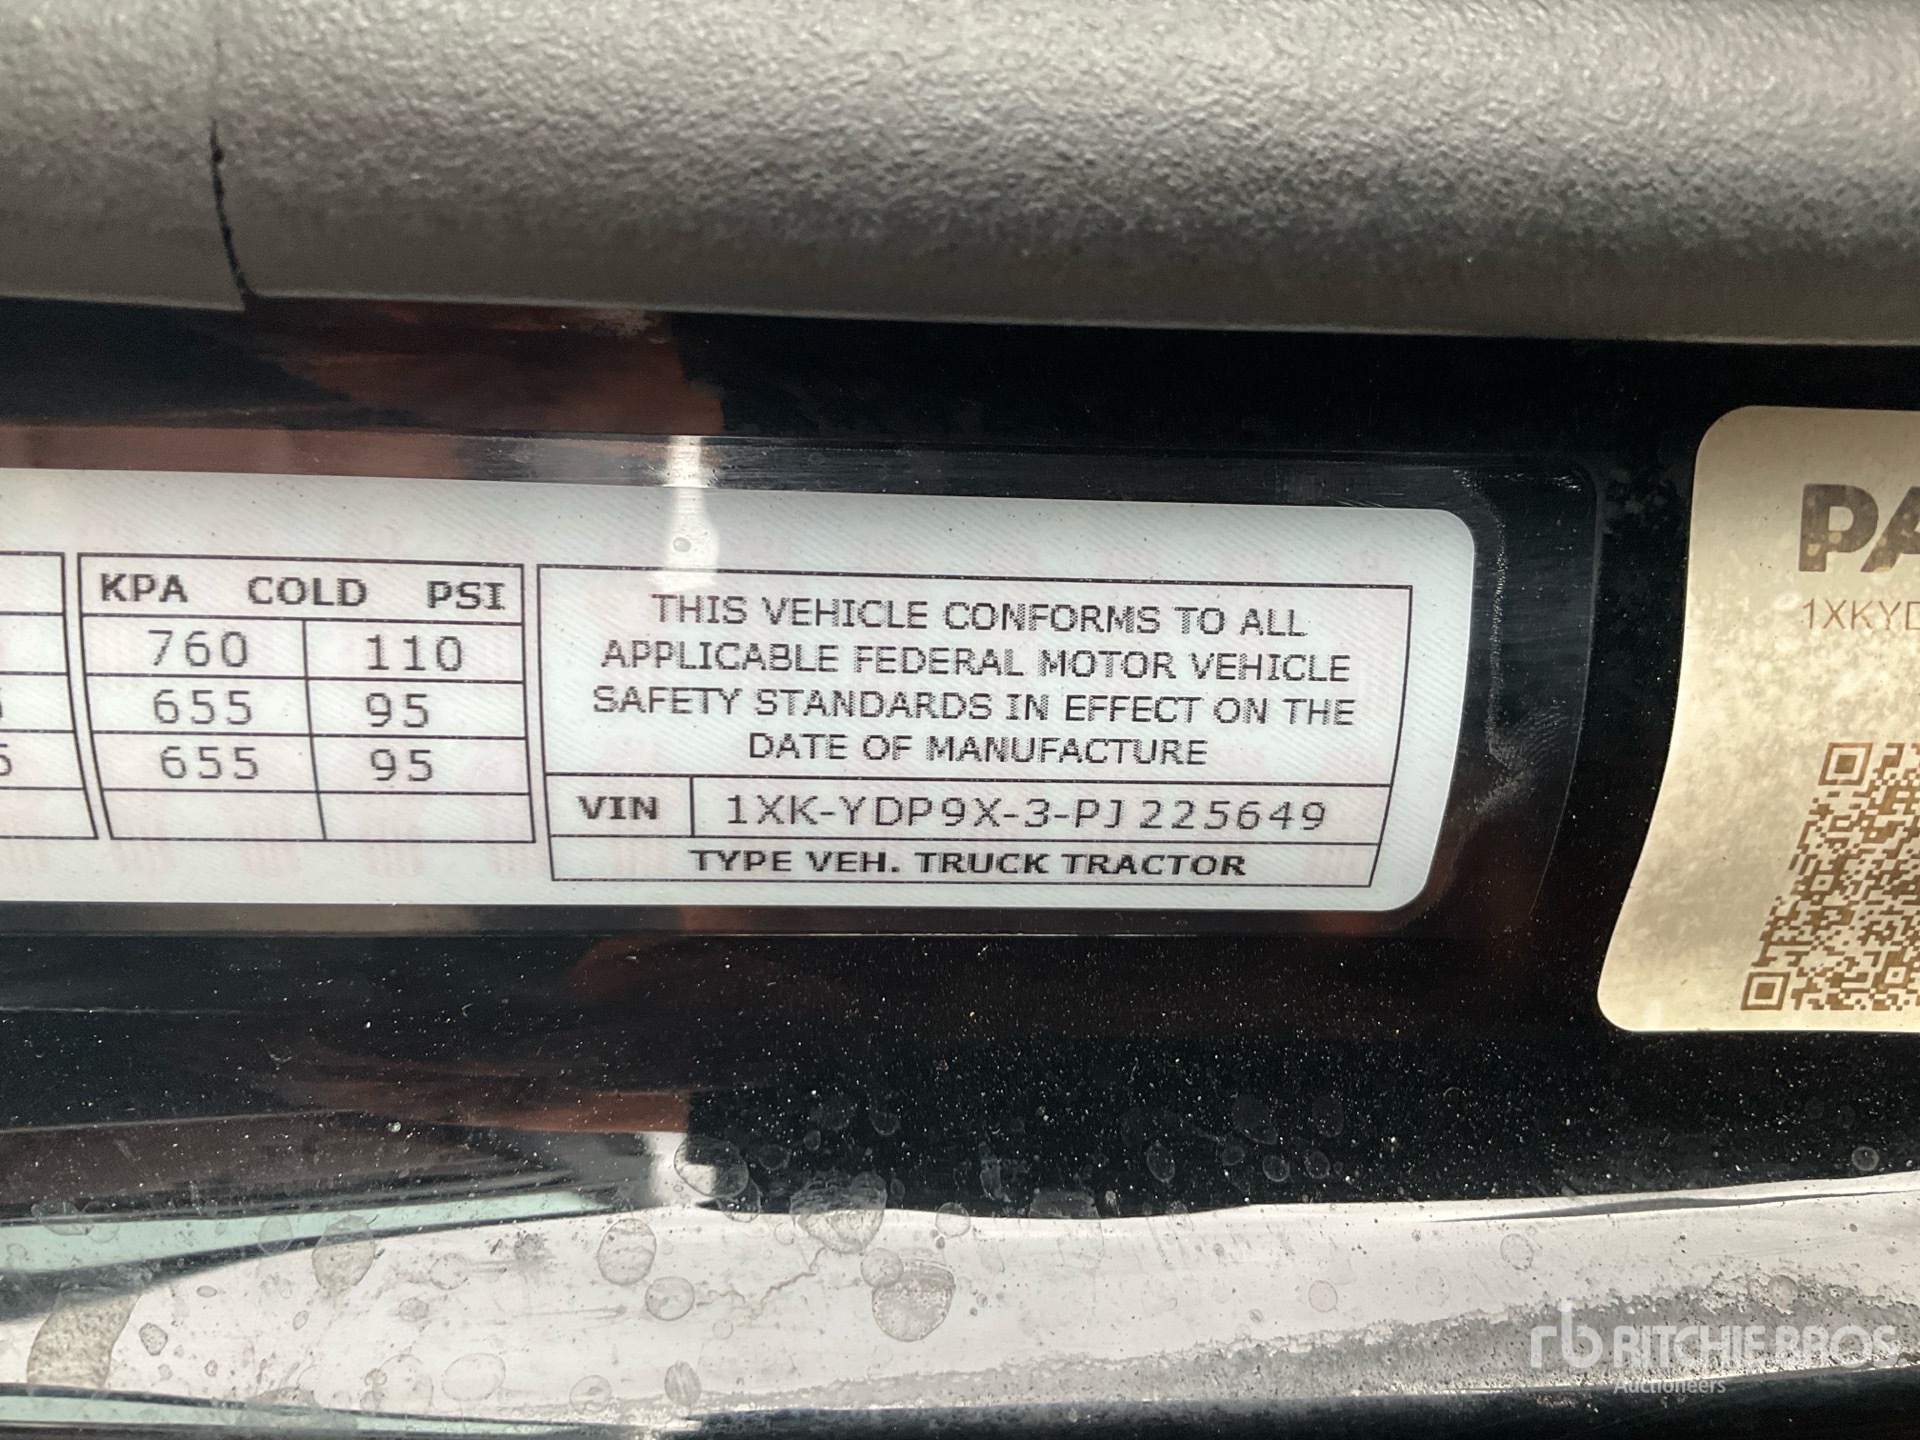 KPA COLD PSI
760 110
655 95
655 95
THIS VEHICLE CONFORMS TO ALL
APPLICABLE FEDERAL MOTOR VEHICLE
SAFETY STANDARDS IN EFFECT ON THE
DATE OF MANUFACTURE
VIN 1XK-YDP9X-3-PJ225649
TYPE VEH. TRUCK TRACTOR
PA
1XKYD
rb RITCHIE BROS.
Auctioneers